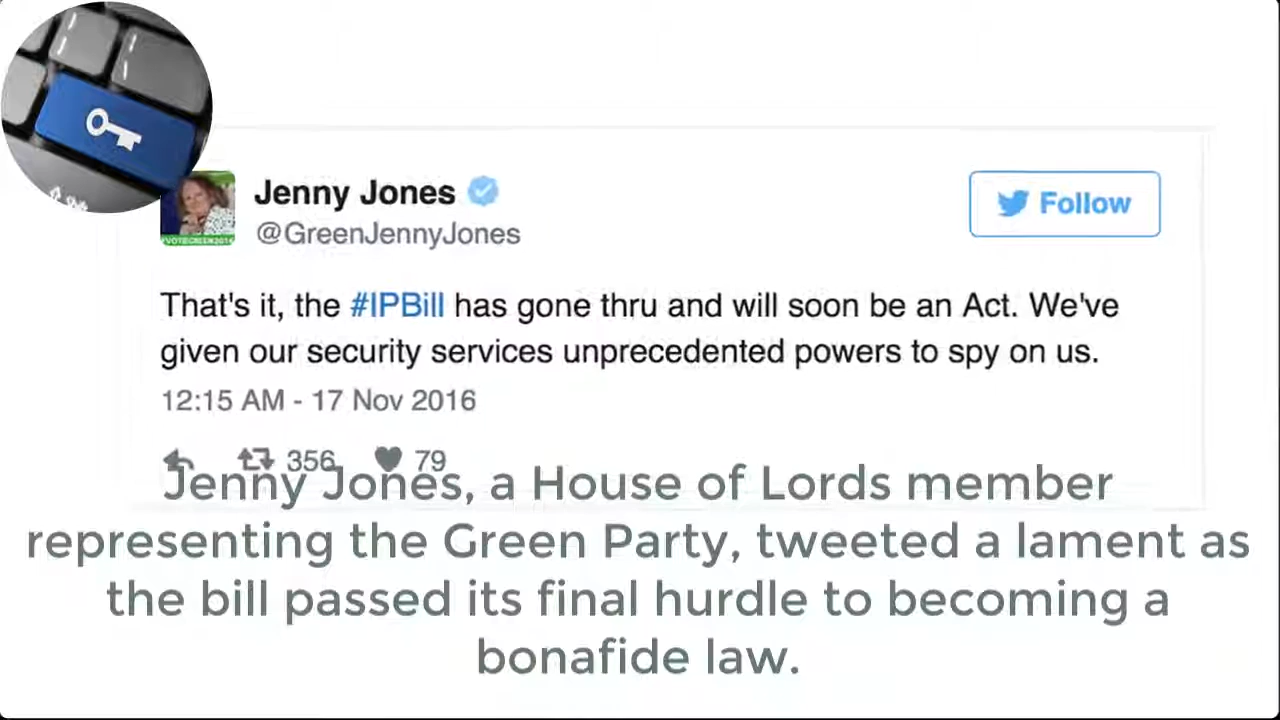 Jenny Jones
@GreenJennyJones
Follow
That's it, the #IPBill has gone thru and will soon be an Act. We've
given our security services unprecedented powers to spy on us.
12:15 AM - 17 Nov 2016
356 79
Jenny Jones, a House of Lords member
representing the Green Party, tweeted a lament as
the bill passed its final hurdle to becoming a
bonafide law.